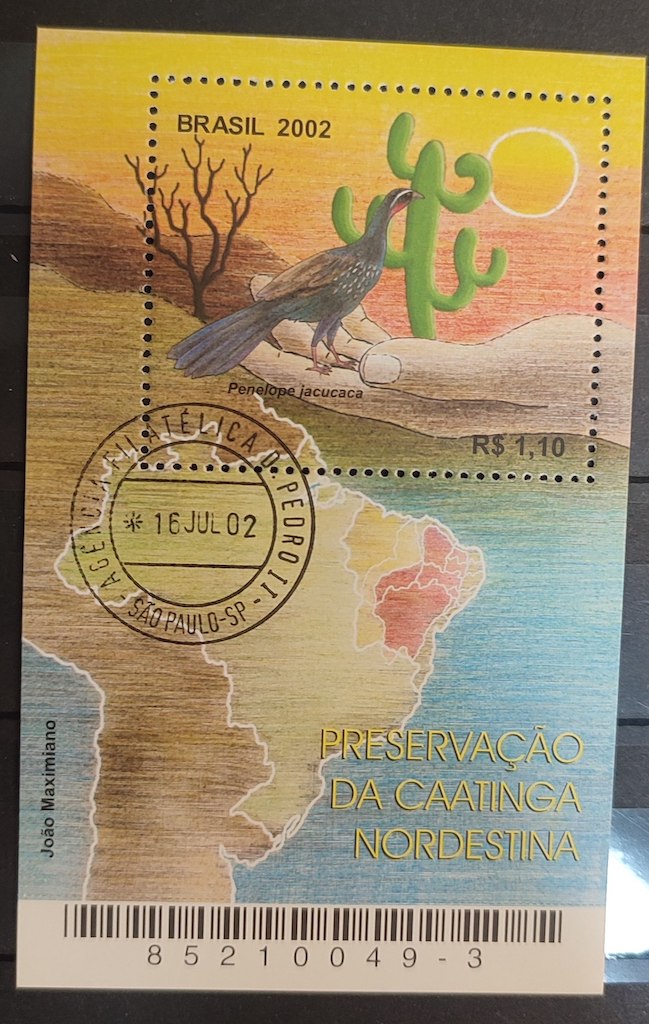 BRASIL 2002
Penelope jacucaca
R$ 1,10
AGÊNCIA FILATÉLICA D. PEDRO II
16 JUL 02
SÃO PAULO-SP
PRESERVAÇÃO
DA CAATINGA
NORDESTINA
João Maximiano
85210049-3